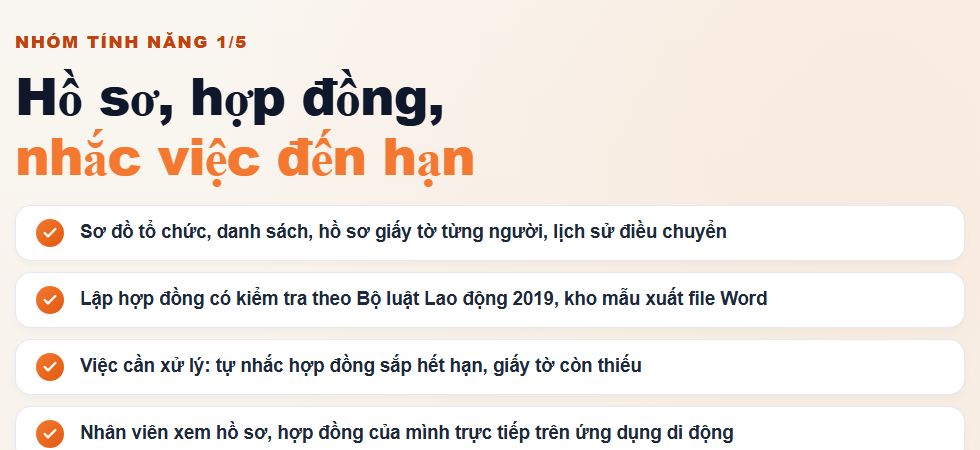 NHÓM TÍNH NĂNG 1/5
Hồ sơ, hợp đồng,
nhắc việc đến hạn
Sơ đồ tổ chức, danh sách, hồ sơ giấy tờ từng người, lịch sử điều chuyển
Lập hợp đồng có kiểm tra theo Bộ luật Lao động 2019, kho mẫu xuất file Word
Việc cần xử lý: tự nhắc hợp đồng sắp hết hạn, giấy tờ còn thiếu
Nhân viên xem hồ sơ, hợp đồng của mình trực tiếp trên ứng dụng di động